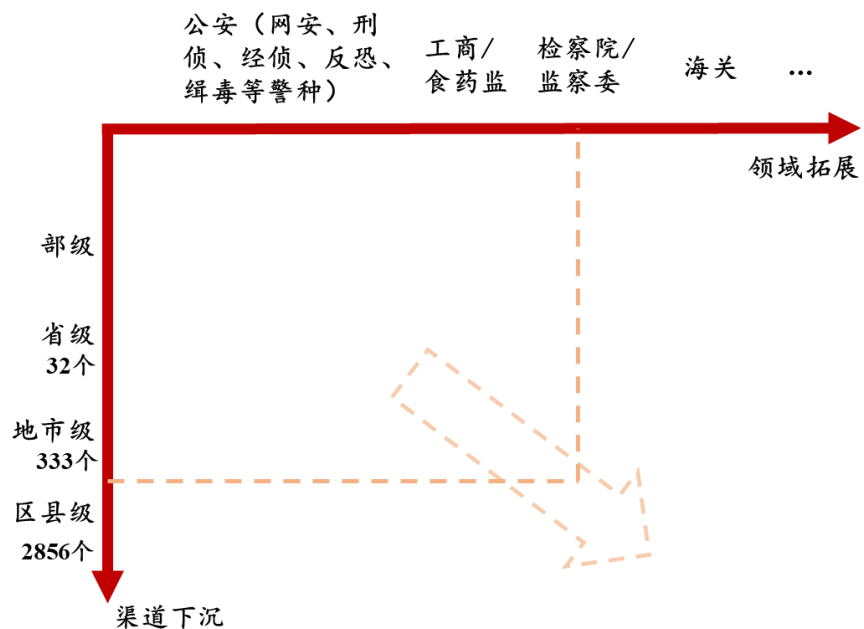 公安（网安、刑
侦、经侦、反恐、
缉毒等警种）
工商/
食药监
检察院/
监察委
海关
...
领域拓展
部级
省级
32个
地市级
333个
区县级
2856个
渠道下沉